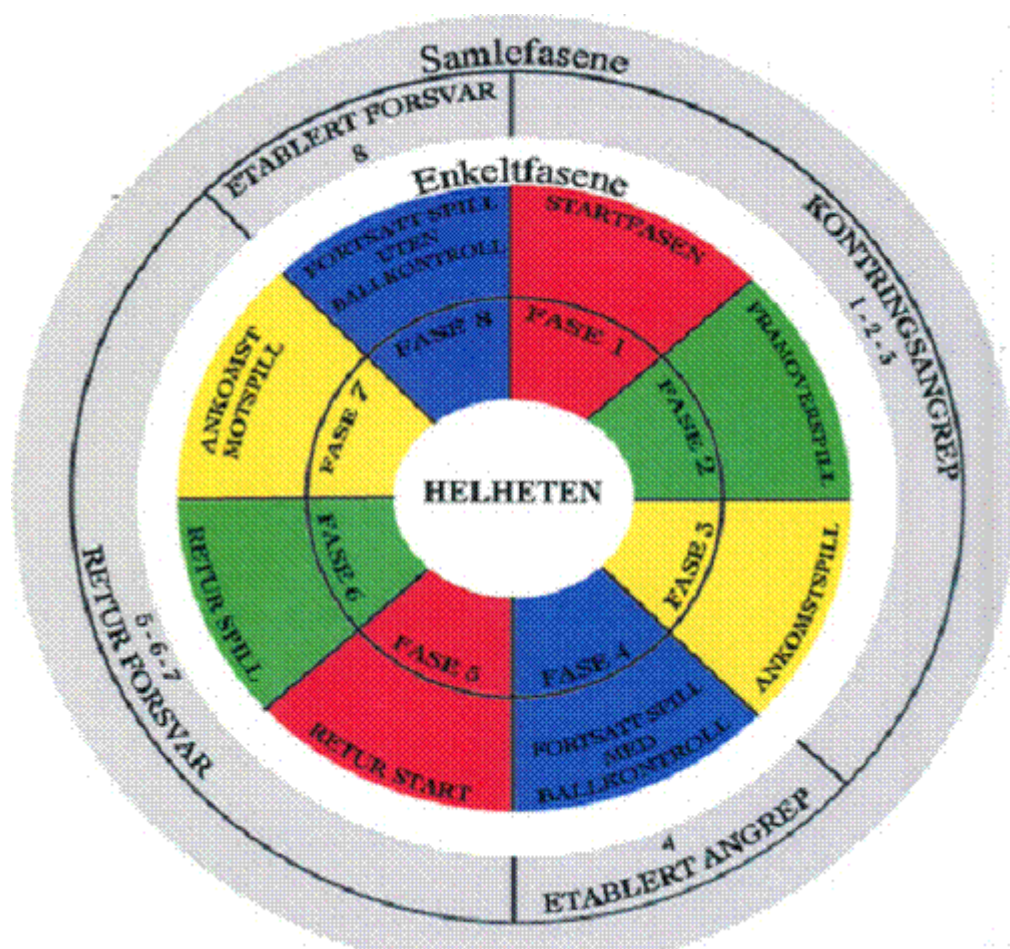 Samlefasene
ETABLERT FORSVAR
8
KONTRINGSANGREP
1-2-3
ETABLERT ANGREP
4
RETUR FORSVAR
5-6-7
Enkeltfasene
STARTFASEN
FASE 1
FRAMOVERSPILL
FASE 2
ANKOMSTSPILL
FASE 3
FORTSATT SPILL
MED
BALLKONTROLL
FASE 4
RETUR START
FASE 5
RETUR SPILL
FASE 6
ANKOMST
MOTSPILL
FASE 7
FORTSATT SPILL
UTEN
BALLKONTROLL
FASE 8
HELHETEN